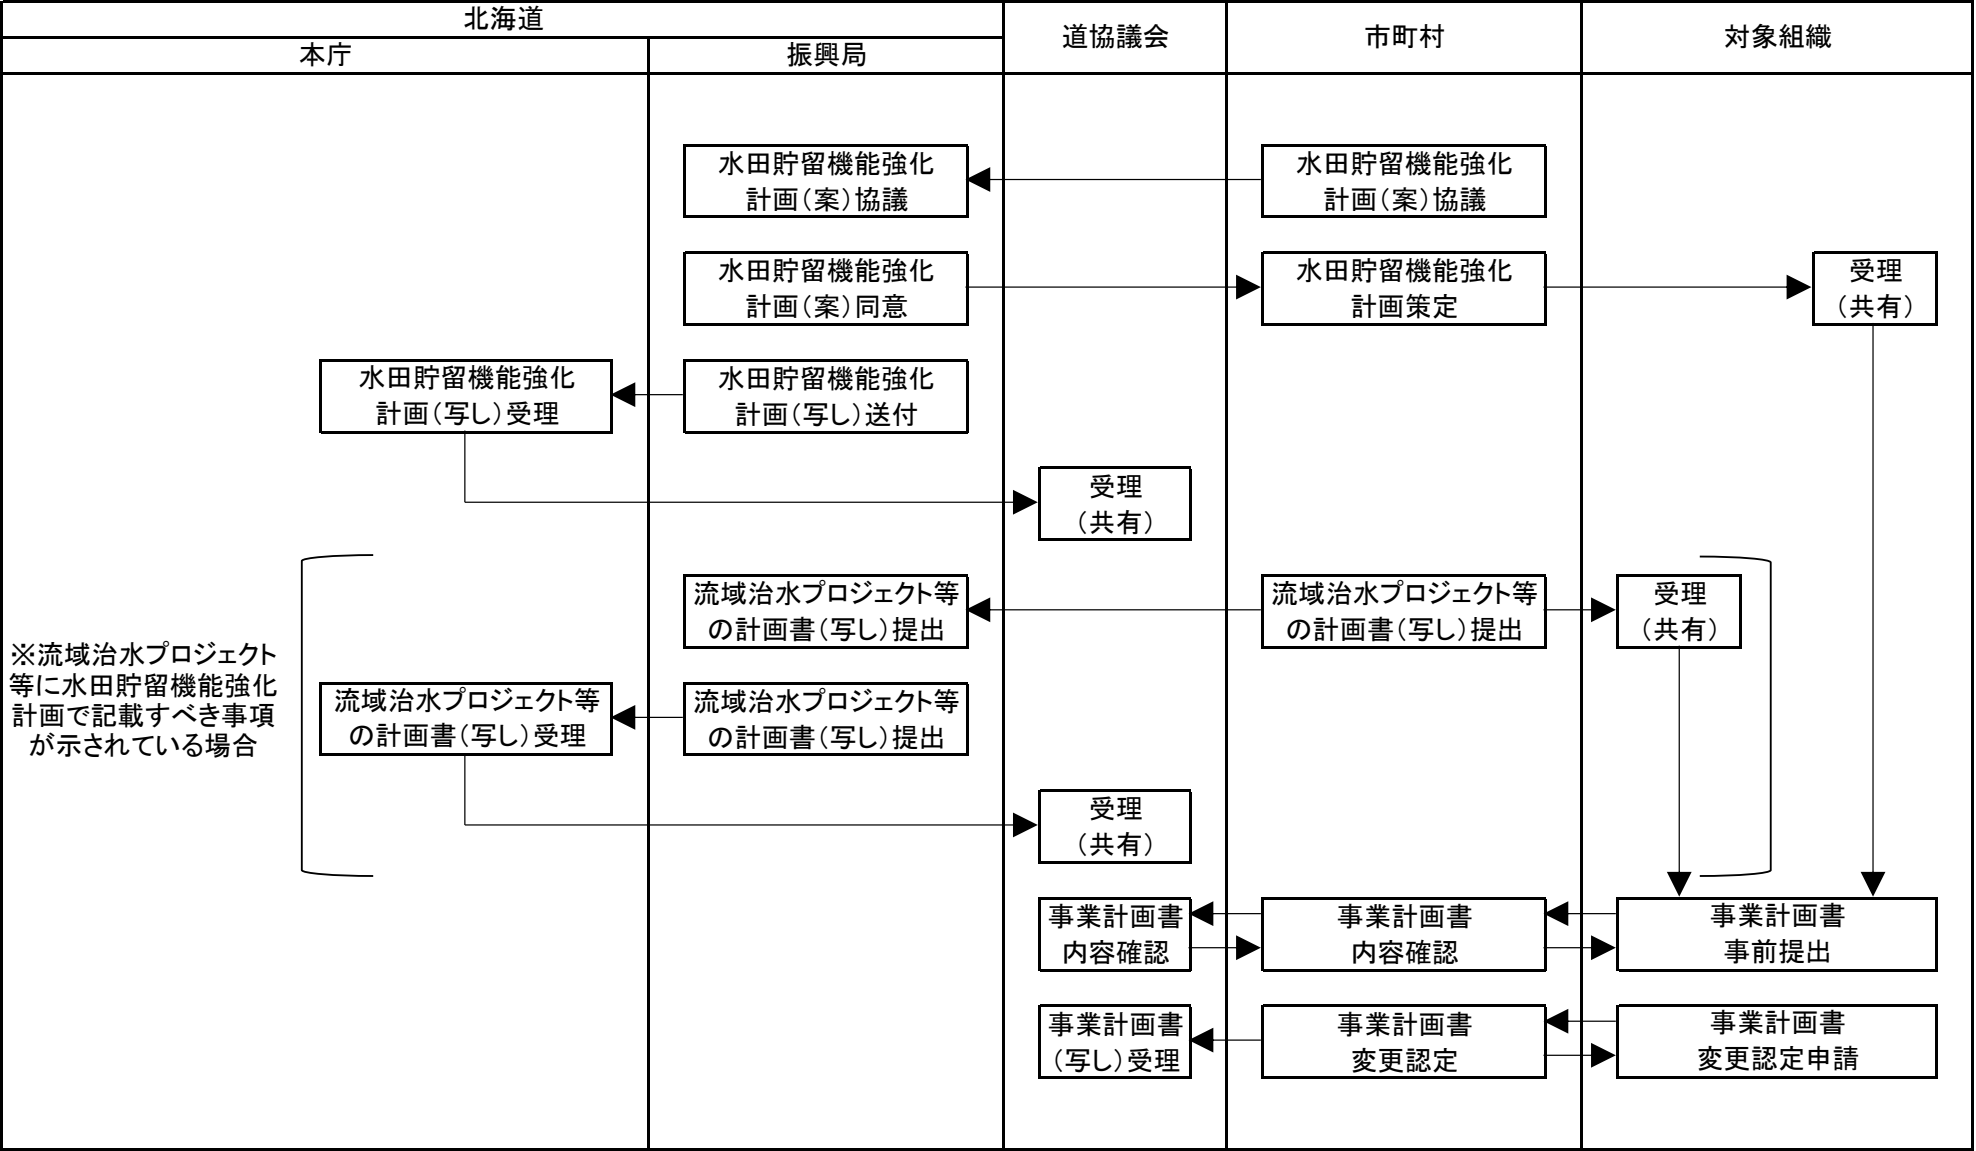 北海道
道協議会
市町村
対象組織
本庁
振興局
水田貯留機能強化
計画（案）協議
水田貯留機能強化
計画（案）協議
水田貯留機能強化
計画（案）同意
水田貯留機能強化
計画策定
受理
（共有）
水田貯留機能強化
計画（写し）受理
水田貯留機能強化
計画（写し）送付
受理
（共有）
流域治水プロジェクト等
の計画書（写し）提出
流域治水プロジェクト等
の計画書（写し）提出
受理
（共有）
※流域治水プロジェクト
等に水田貯留機能強化
計画で記載すべき事項
が示されている場合
流域治水プロジェクト等
の計画書（写し）受理
流域治水プロジェクト等
の計画書（写し）提出
受理
（共有）
事業計画書
内容確認
事業計画書
内容確認
事業計画書
事前提出
事業計画書
（写し）受理
事業計画書
変更認定
事業計画書
変更認定申請